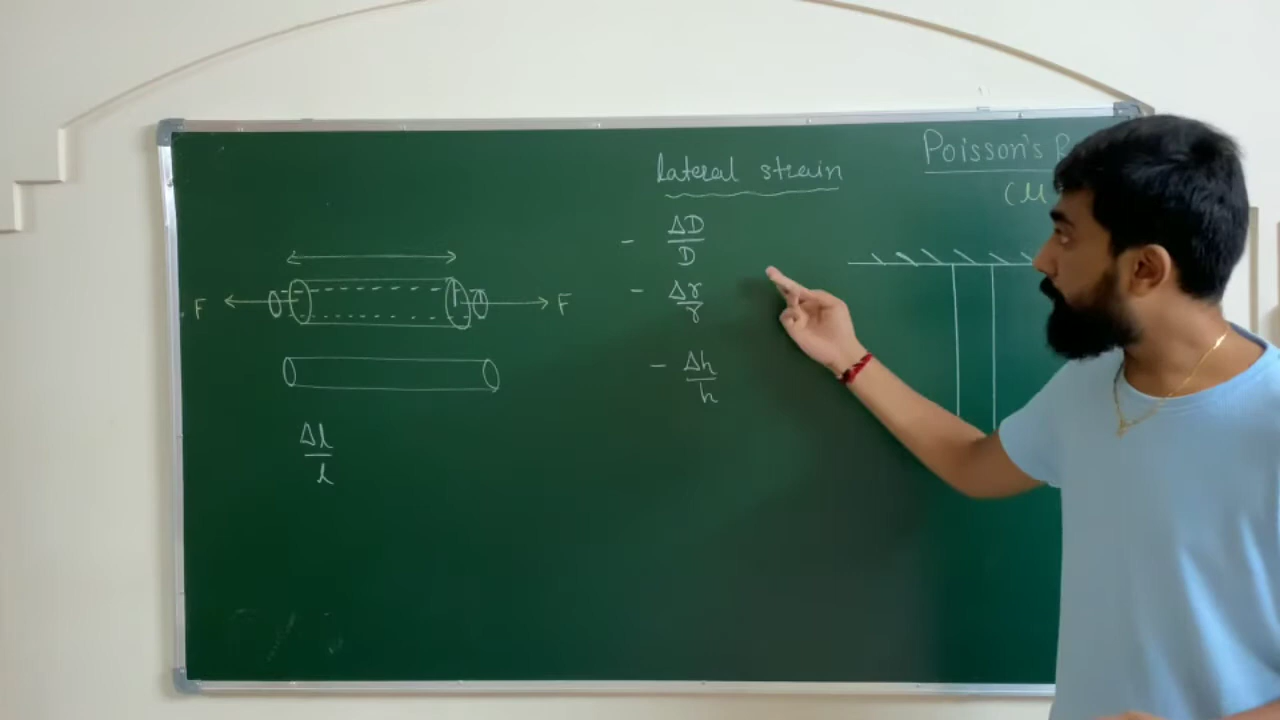 F
F
Δl
l
lateral strain
- ΔD
D
- Δr
r
- Δh
h
Poisson's
(μ